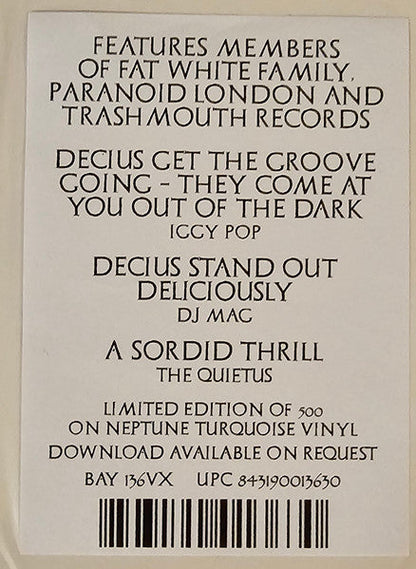 FEATURES MEMBERS
OF FAT WHITE FAMILY,
PARANOID LONDON AND
TRASHMOUTH RECORDS
DECIUS GET THE GROOVE
GOING - THEY COME AT
YOU OUT OF THE DARK
IGGY POP
DECIUS STAND OUT
DELICIOUSLY
DJ MAG
A SORDID THRILL
THE QUIETUS
LIMITED EDITION OF 500
ON NEPTUNE TURQUOISE VINYL
DOWNLOAD AVAILABLE ON REQUEST
BAY 136VX UPC 843190013630